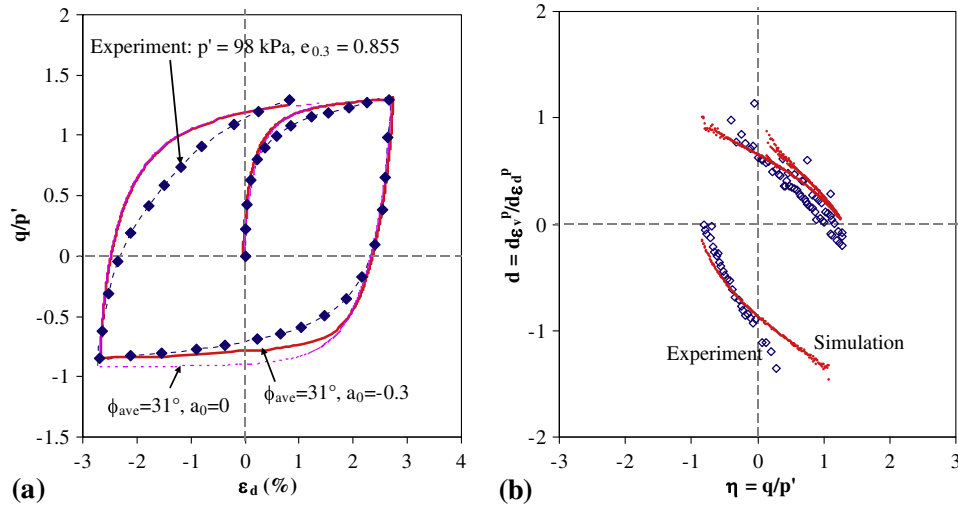 2
Experiment: p' = 98 kPa, e0.3 = 0.855
1.5
1
0.5
0
-0.5
-1
-1.5
q/p'
ϕave=31°, a0=0
ϕave=31°, a0=-0.3
-3 -2 -1 0 1 2 3 4
εd (%)
(a)
2
1
0
-1
-2
d = dεv^p/dεd^p
Experiment
Simulation
-3 -2 -1 0 1 2 3
η = q/p'
(b)